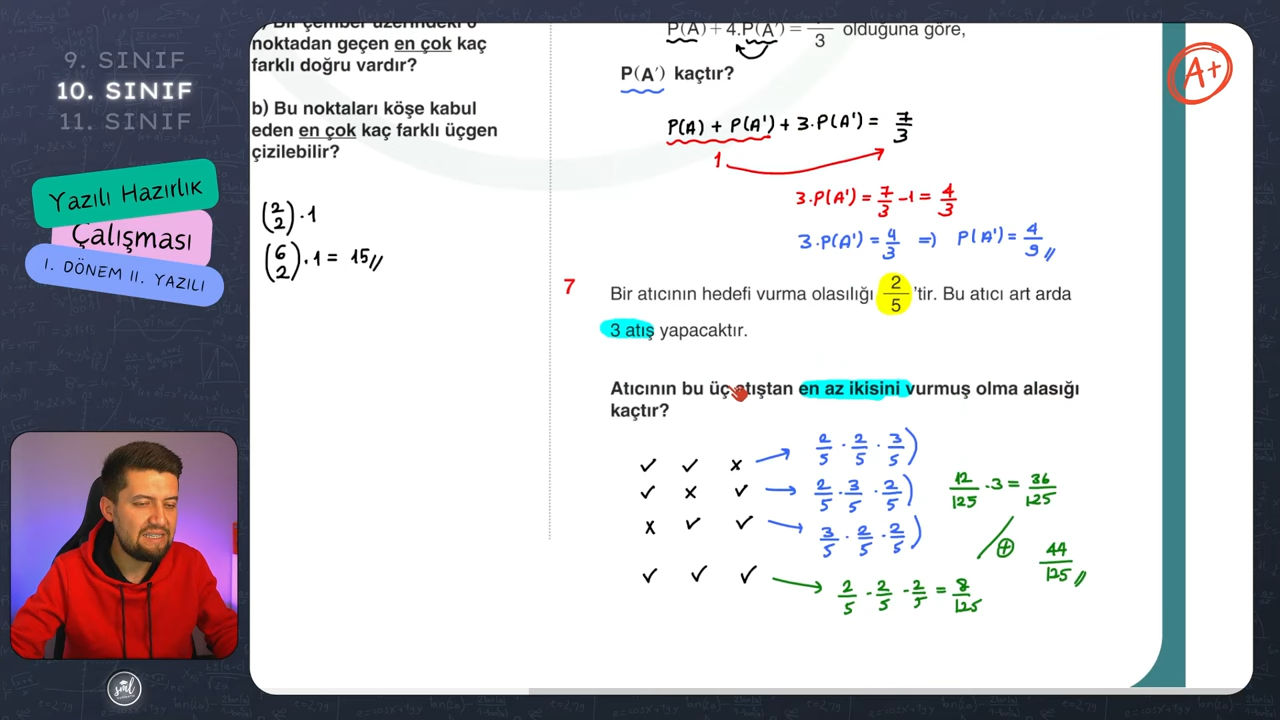 9. SINIF
10. SINIF
11. SINIF
Yazılı Hazırlık
Çalışması
I. DÖNEM II. YAZILI
sml
noktadan geçen en çok kaç
farklı doğru vardır?
b) Bu noktaları köşe kabul
eden en çok kaç farklı üçgen
çizilebilir?
(2 2) · 1
(6 2) · 1 = 15 //
P(A) + 4.P(A′) = /3 olduğuna göre,
P(A′) kaçtır?
P(A) + P(A') + 3·P(A') = 7/3
1
3·P(A') = 7/3 - 1 = 4/3
3·P(A') = 4/3 ⇒ P(A') = 4/9 //
7
Bir atıcının hedefi vurma olasılığı 2/5 'tir. Bu atıcı art arda
3 atış yapacaktır.
Atıcının bu üç atıştan en az ikisini vurmuş olma alasığı
kaçtır?
✓ ✓ x → 2/5 · 2/5 · 3/5 )
✓ x ✓ → 2/5 · 3/5 · 2/5 )
x ✓ ✓ → 3/5 · 2/5 · 2/5 )
12/125 · 3 = 36/125
⊕ 44/125 //
✓ ✓ ✓ → 2/5 · 2/5 · 2/5 = 8/125
A+